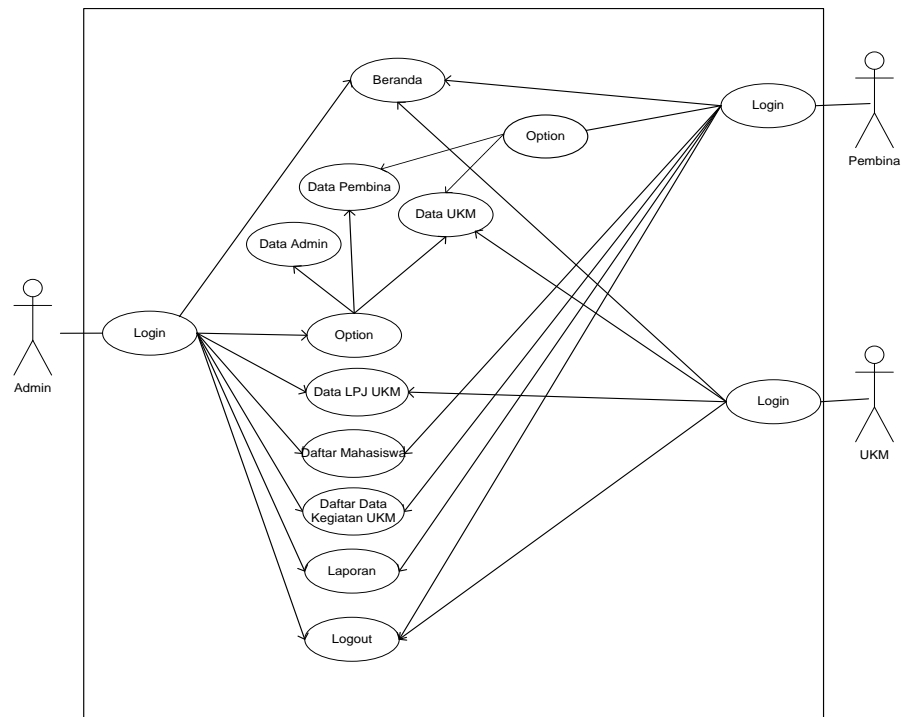 Beranda
Login
Option
Pembina
Data Pembina
Data UKM
Data Admin
Login
Option
Admin
Data LPJ UKM
Login
Daftar Mahasiswa
UKM
Daftar Data
Kegiatan UKM
Laporan
Logout